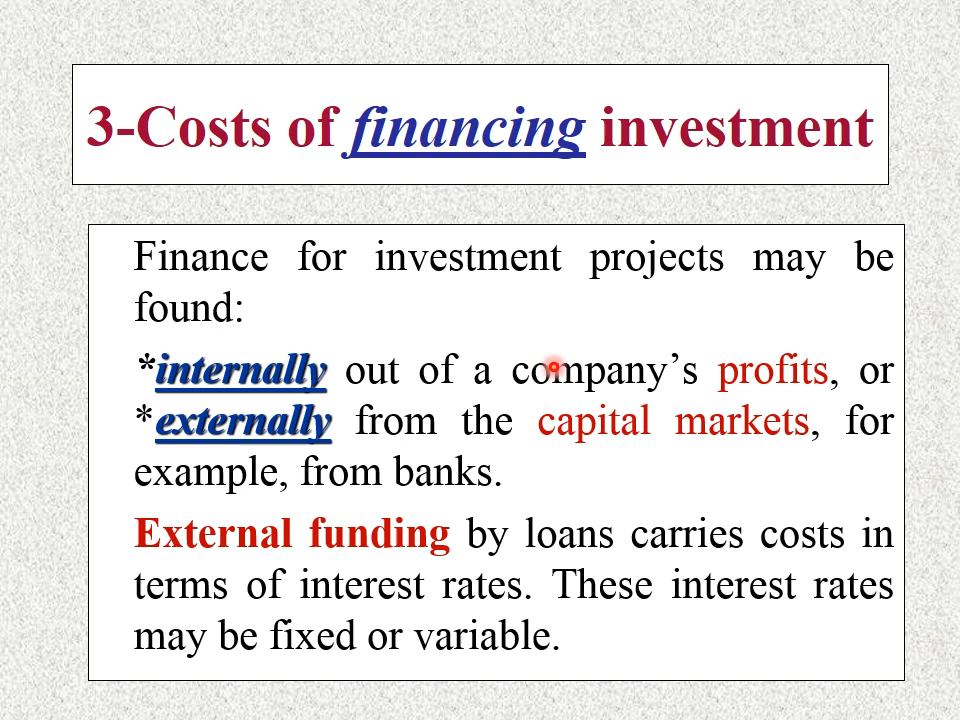 3-Costs of financing investment
Finance for investment projects may be
found:
*internally out of a company’s profits, or
*externally from the capital markets, for
example, from banks.
External funding by loans carries costs in
terms of interest rates. These interest rates
may be fixed or variable.